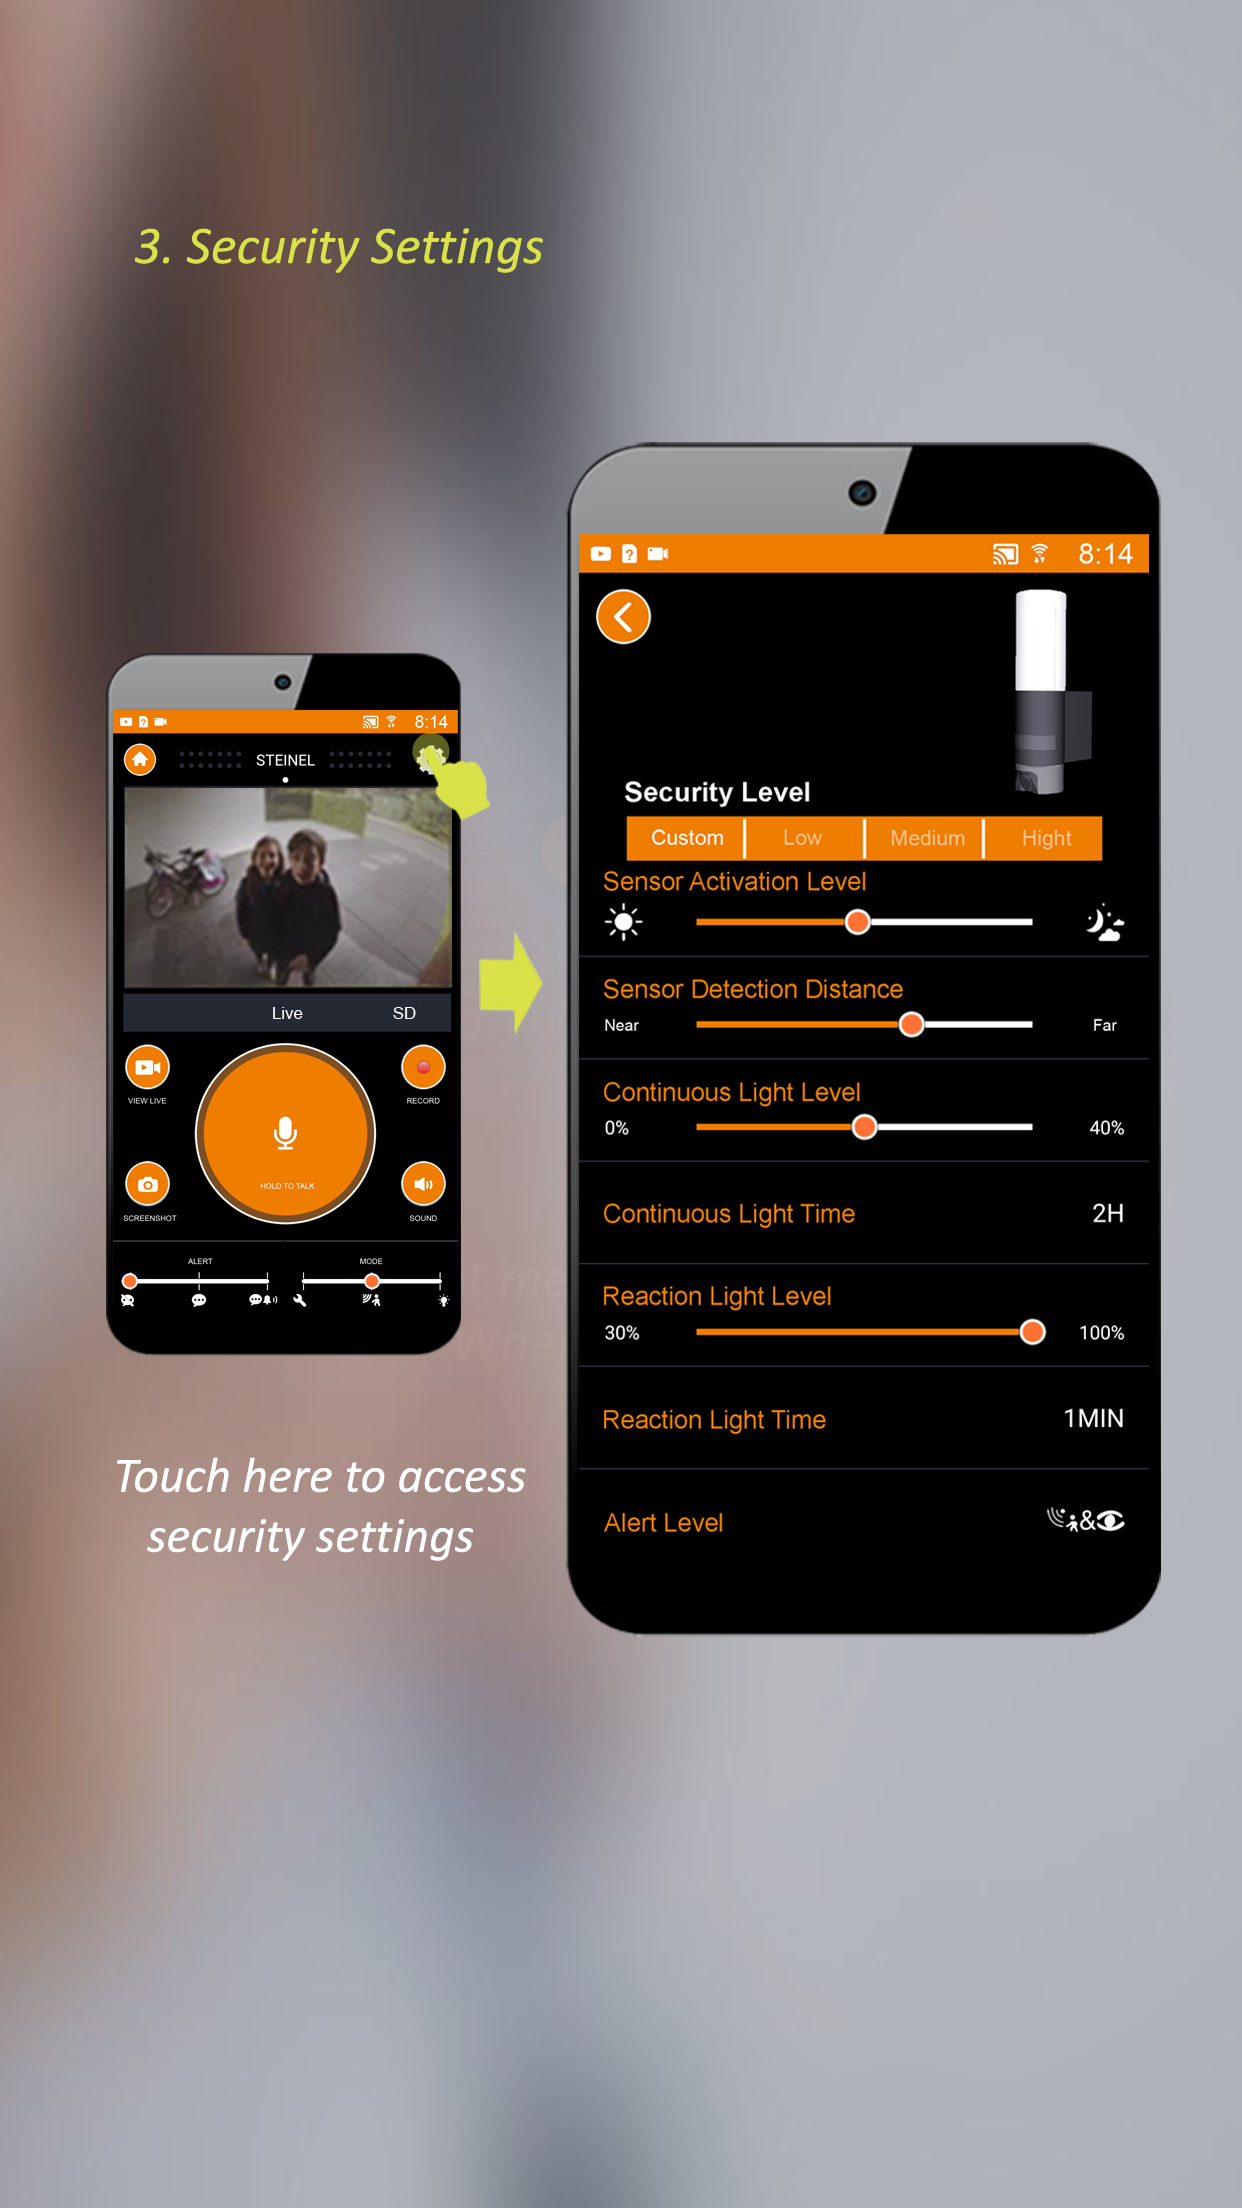 3. Security Settings
8:14
STEINEL
Live
SD
VIEW LIVE
RECORD
HOLD TO TALK
SCREENSHOT
SOUND
ALERT
MODE
Touch here to access
security settings
8:14
Security Level
Custom
Low
Medium
Hight
Sensor Activation Level
Sensor Detection Distance
Near
Far
Continuous Light Level
0%
40%
Continuous Light Time
2H
Reaction Light Level
30%
100%
Reaction Light Time
1MIN
Alert Level
&